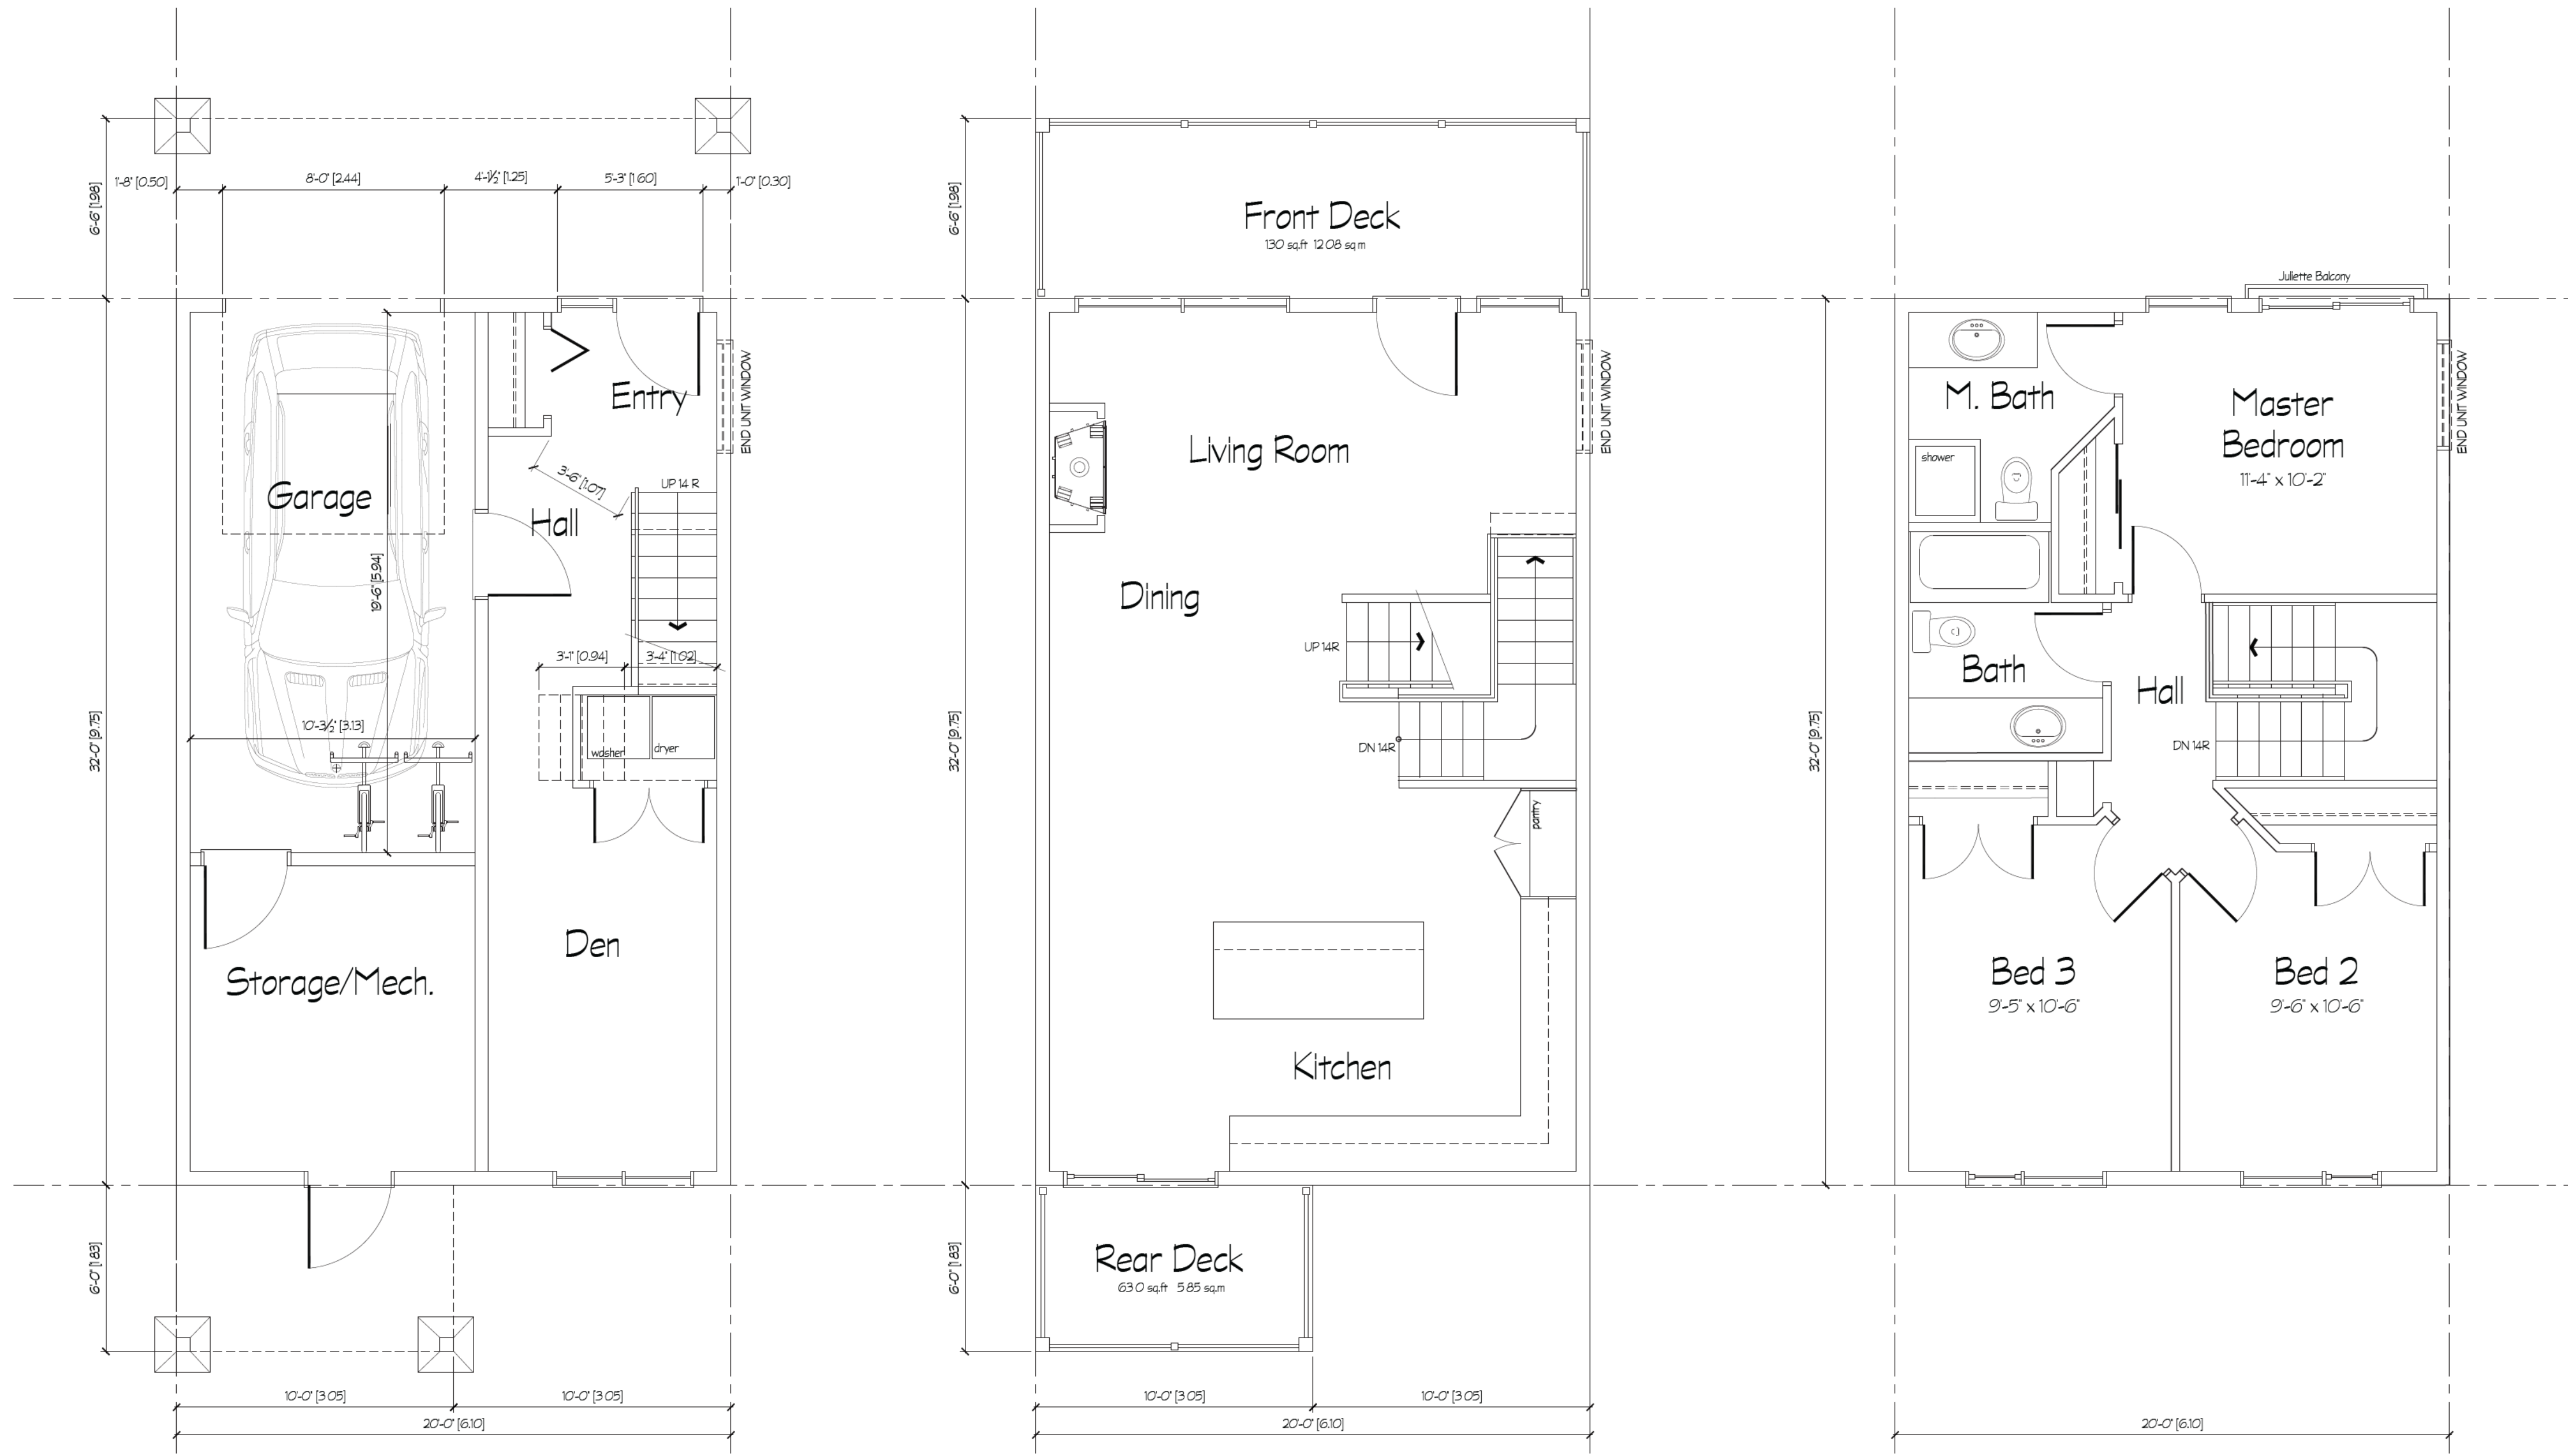 1'-8" [0.50]
8'-0" [2.44]
4'-1½" [1.25]
5'-3" [1 60]
1'-0" [0.30]
6'-6" [1.98]
32'-0" [9.75]
6'-0" [1.83]
Entry
END UNIT WINDOW
3'-6" [1.07]
UP 14 R
Garage
Hall
19'-6" [5.94]
3'-1" [0.94]
3'-4" [1 02]
10'-3½" [3.13]
washer
dryer
Den
Storage/Mech.
10'-0" [3 05]
10'-0" [3 05]
20'-0" [6.10]
6'-6" [1.98]
32'-0" [9.75]
6'-0" [1.83]
Front Deck
130 sq.ft 12 08 sq m
END UNIT WINDOW
Living Room
Dining
UP 14R
DN 14R
pantry
Kitchen
Rear Deck
63 0 sq.ft 5 85 sq.m
10'-0" [3 05]
10'-0" [3 05]
20'-0" [6.10]
32'-0" [9.75]
Juliette Balcony
M. Bath
Master
Bedroom
11'-4" x 10'-2"
END UNIT WINDOW
shower
Bath
Hall
DN 14R
Bed 3
9'-5" x 10'-6"
Bed 2
9'-6" x 10'-6"
20'-0" [6.10]